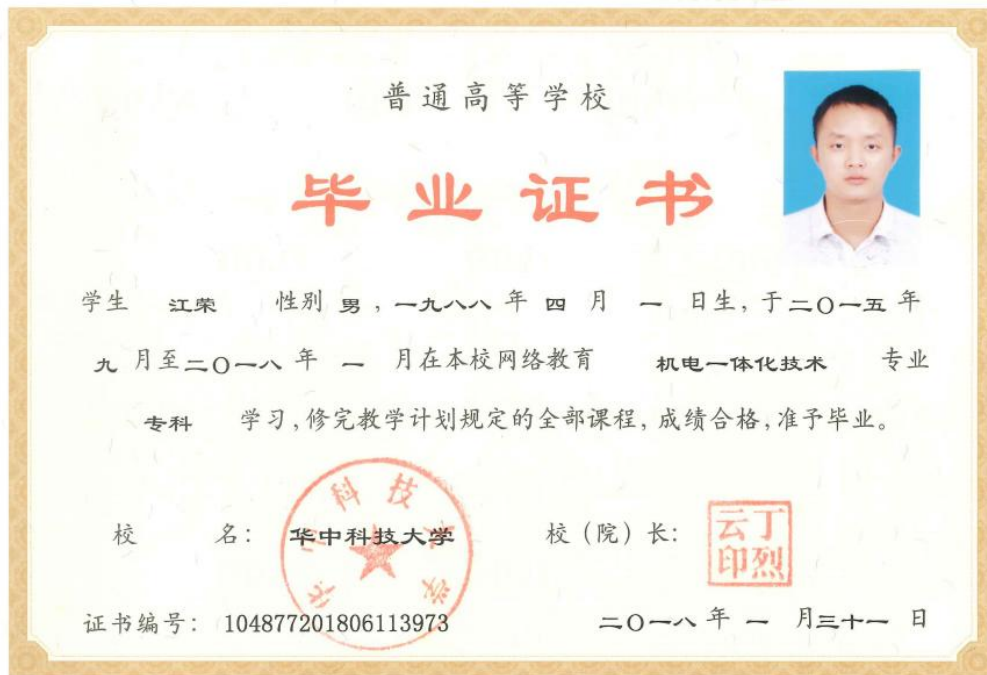 普通高等学校
毕业证书
学生 江荣 性别 男，一九八八 年 四 月 一 日生，于二〇一五 年
九 月至二〇一八 年 一 月在本校网络教育 机电一体化技术 专业
专科 学习，修完教学计划规定的全部课程，成绩合格，准予毕业。
校 名： 华中科技大学 校（院）长：
华中科技大学
丁烈云印
证书编号： 104877201806113973 二〇一八 年 一 月三十一 日